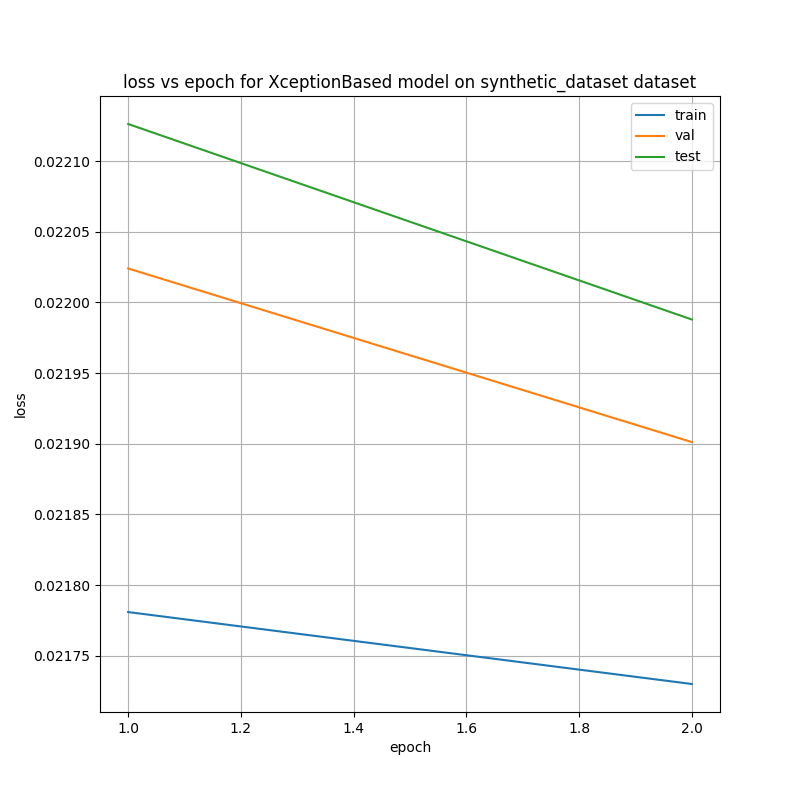 loss vs epoch for XceptionBased model on synthetic_dataset dataset
train
val
test
0.02210
0.02205
0.02200
0.02195
0.02190
0.02185
0.02180
0.02175
loss
1.0 1.2 1.4 1.6 1.8 2.0
epoch